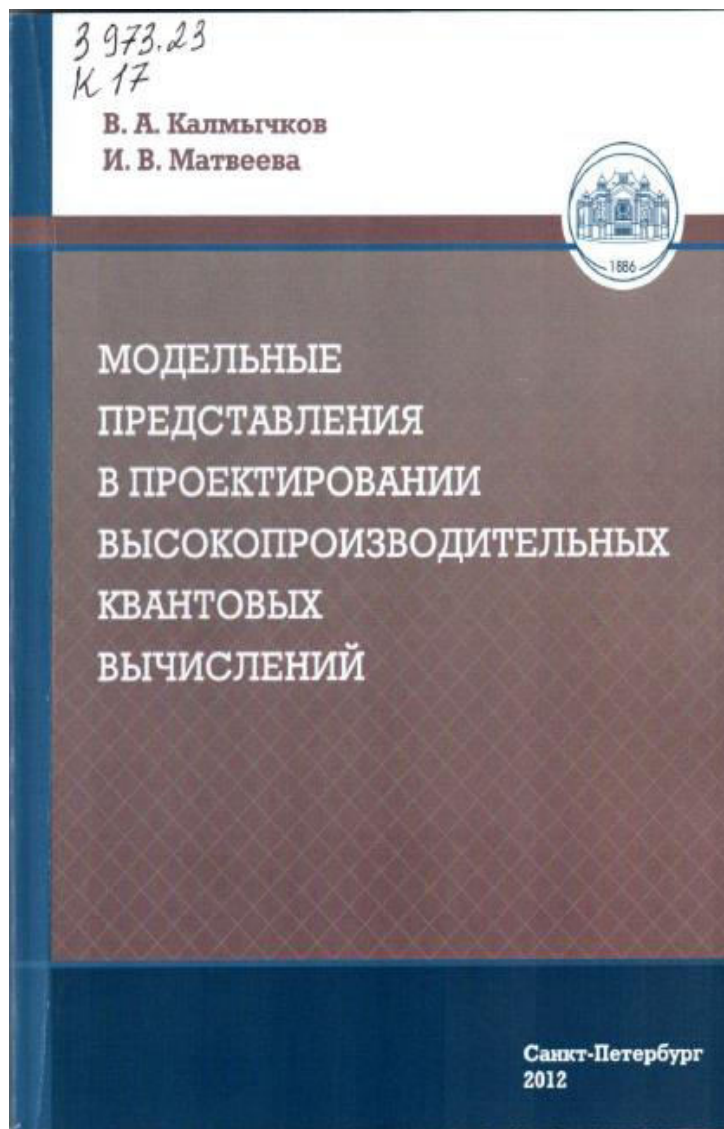 З 973.23
К 17
В. А. Калмычков
И. В. Матвеева
1886
МОДЕЛЬНЫЕ
ПРЕДСТАВЛЕНИЯ
В ПРОЕКТИРОВАНИИ
ВЫСОКОПРОИЗВОДИТЕЛЬНЫХ
КВАНТОВЫХ
ВЫЧИСЛЕНИЙ
Санкт-Петербург
2012